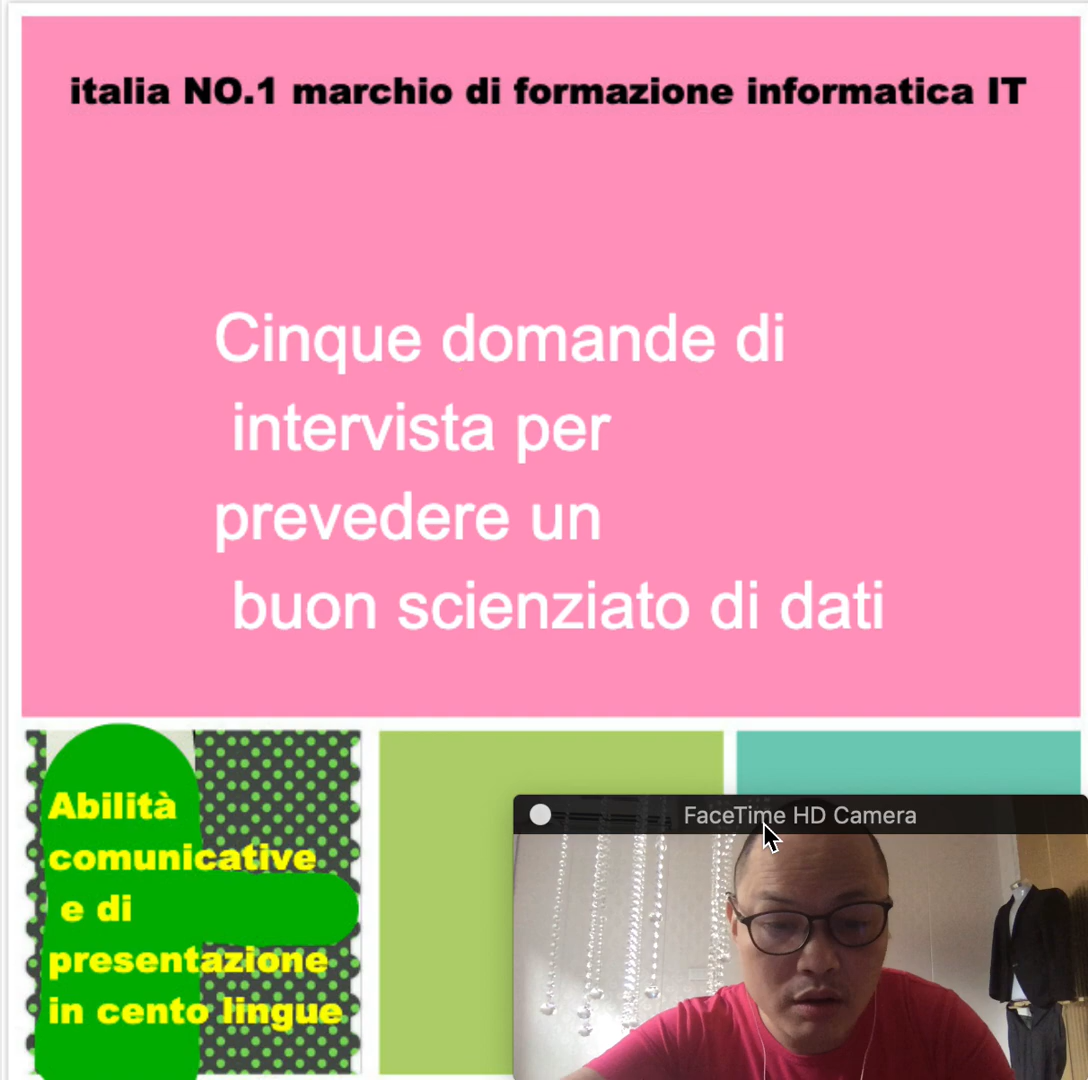 italia NO.1 marchio di formazione informatica IT
Cinque domande di
intervista per
prevedere un
buon scienziato di dati
Abilità
comunicative
e di
presentazione
in cento lingue
FaceTime HD Camera